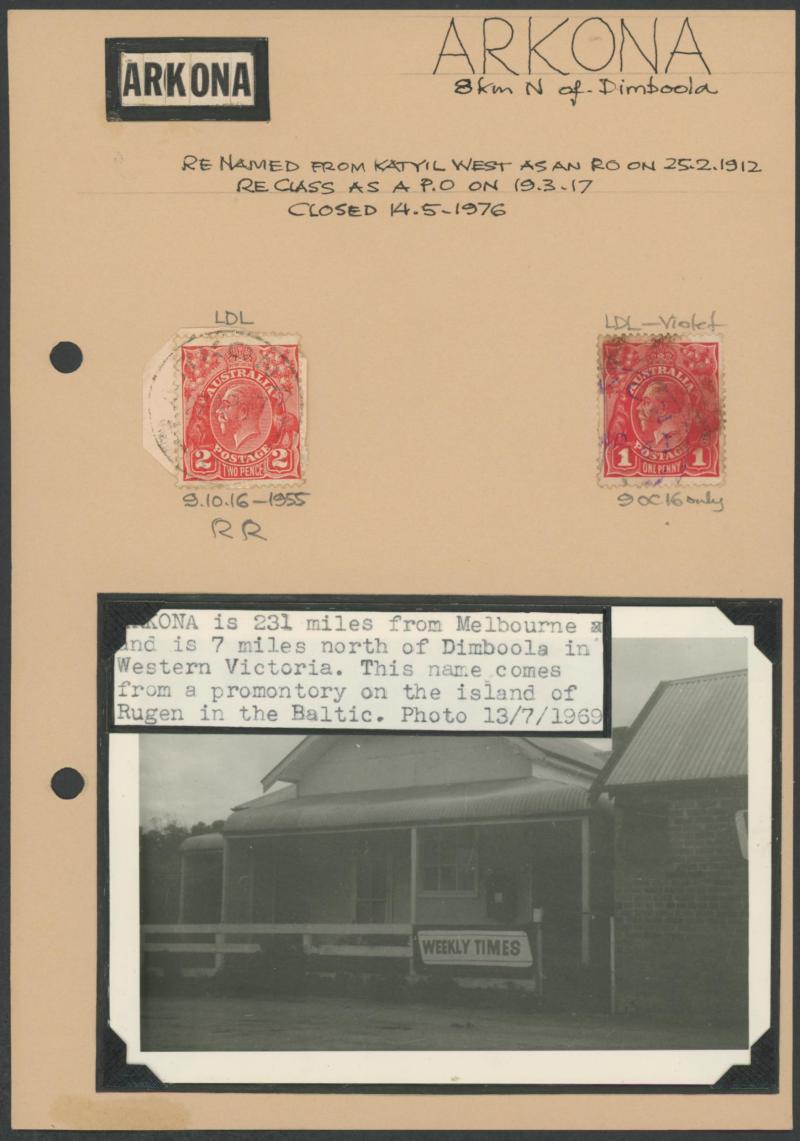 ARKONA
ARKONA
8km N of Dimboola
RE NAMED FROM KATYIL WEST AS AN RO ON 25.2.1912
RE CLASS AS A P.O ON 19.3.17
CLOSED 14.5-1976
LDL
LDL-Violet
AUSTRALIA
POSTAGE
2 TWO PENCE 2
AUSTRALIA
POSTAGE
1 ONE PENNY 1
9.10.16-1955
RR
9 OC 16 only
ARKONA is 231 miles from Melbourne a
and is 7 miles north of Dimboola in
Western Victoria. This name comes
from a promontory on the island of
Rugen in the Baltic. Photo 13/7/1969
WEEKLY TIMES